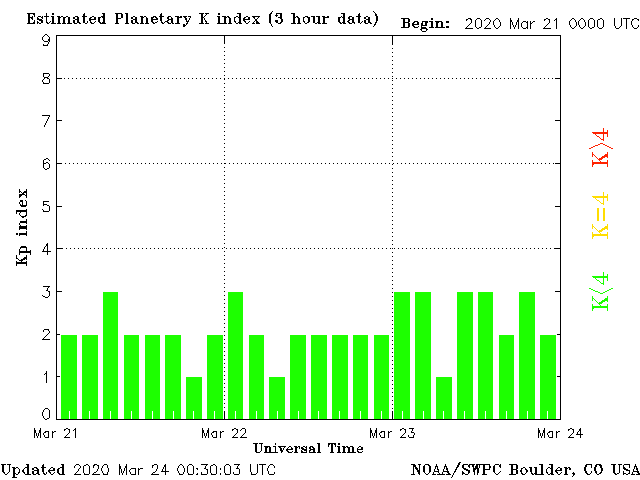 Estimated Planetary K index (3 hour data) Begin: 2020 Mar 21 0000 UTC
9
8
7
6
5
4
3
2
1
0
Kp index
K>4
K=4
K<4
Mar 21 Mar 22 Mar 23 Mar 24
Universal Time
Updated 2020 Mar 24 00:30:03 UTC NOAA/SWPC Boulder, CO USA